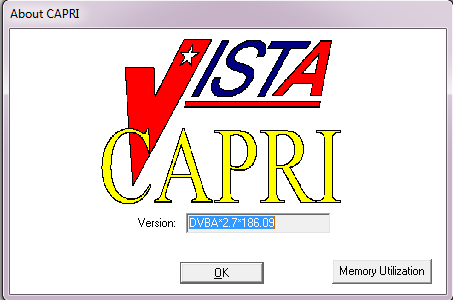 About CAPRI
VISTA
CAPRI
Version: DVBA*2.7*186.09
OK
Memory Utilization